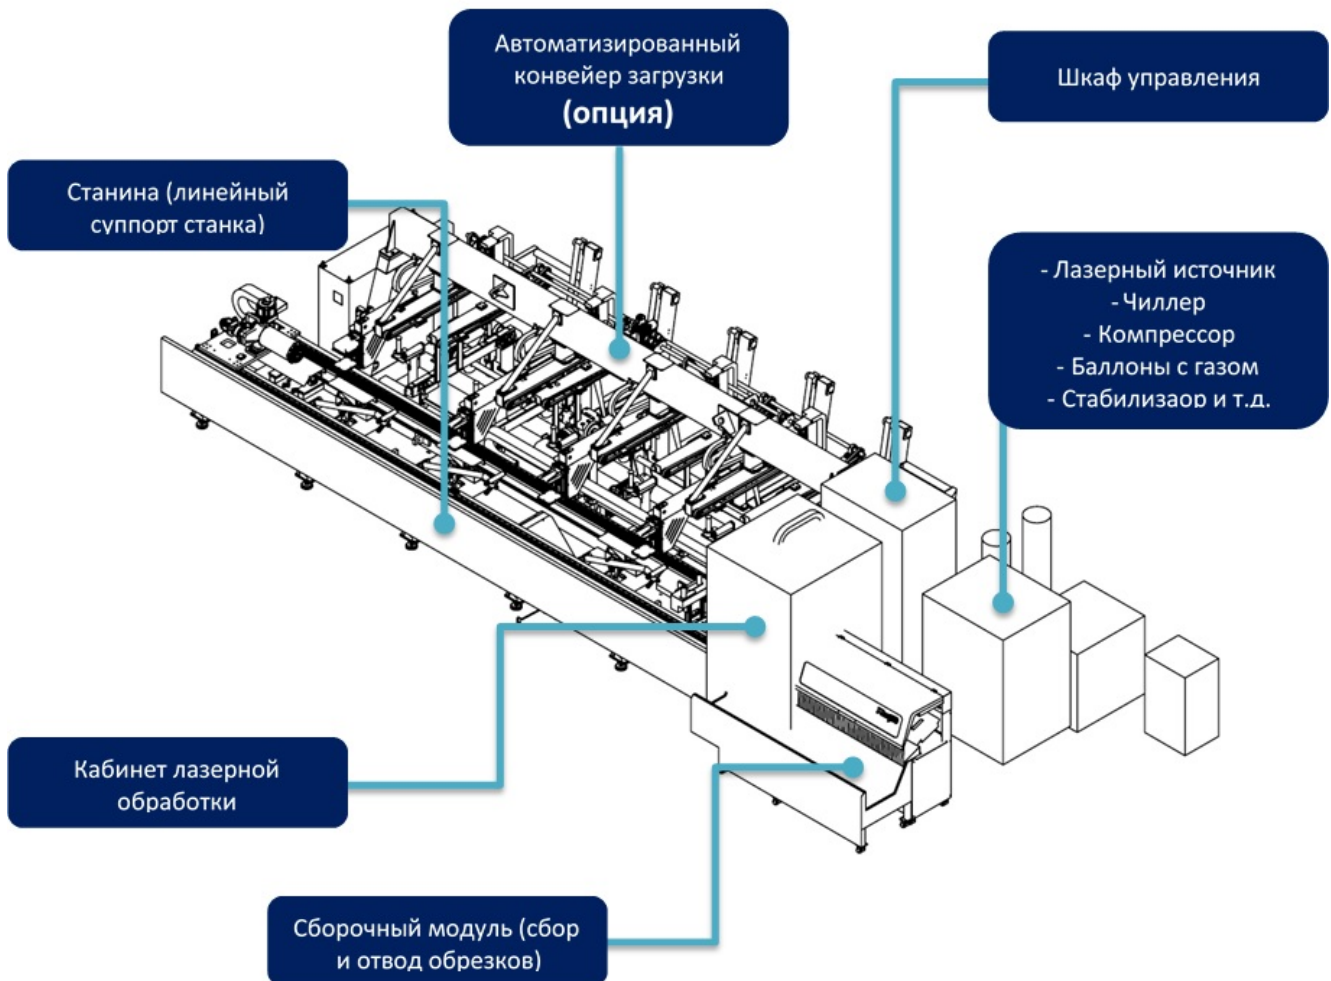 Автоматизированный
конвейер загрузки
(опция)
Шкаф управления
Станина (линейный
суппорт станка)
- Лазерный источник
- Чиллер
- Компрессор
- Баллоны с газом
- Стабилизаор и т.д.
Кабинет лазерной
обработки
Сборочный модуль (сбор
и отвод обрезков)